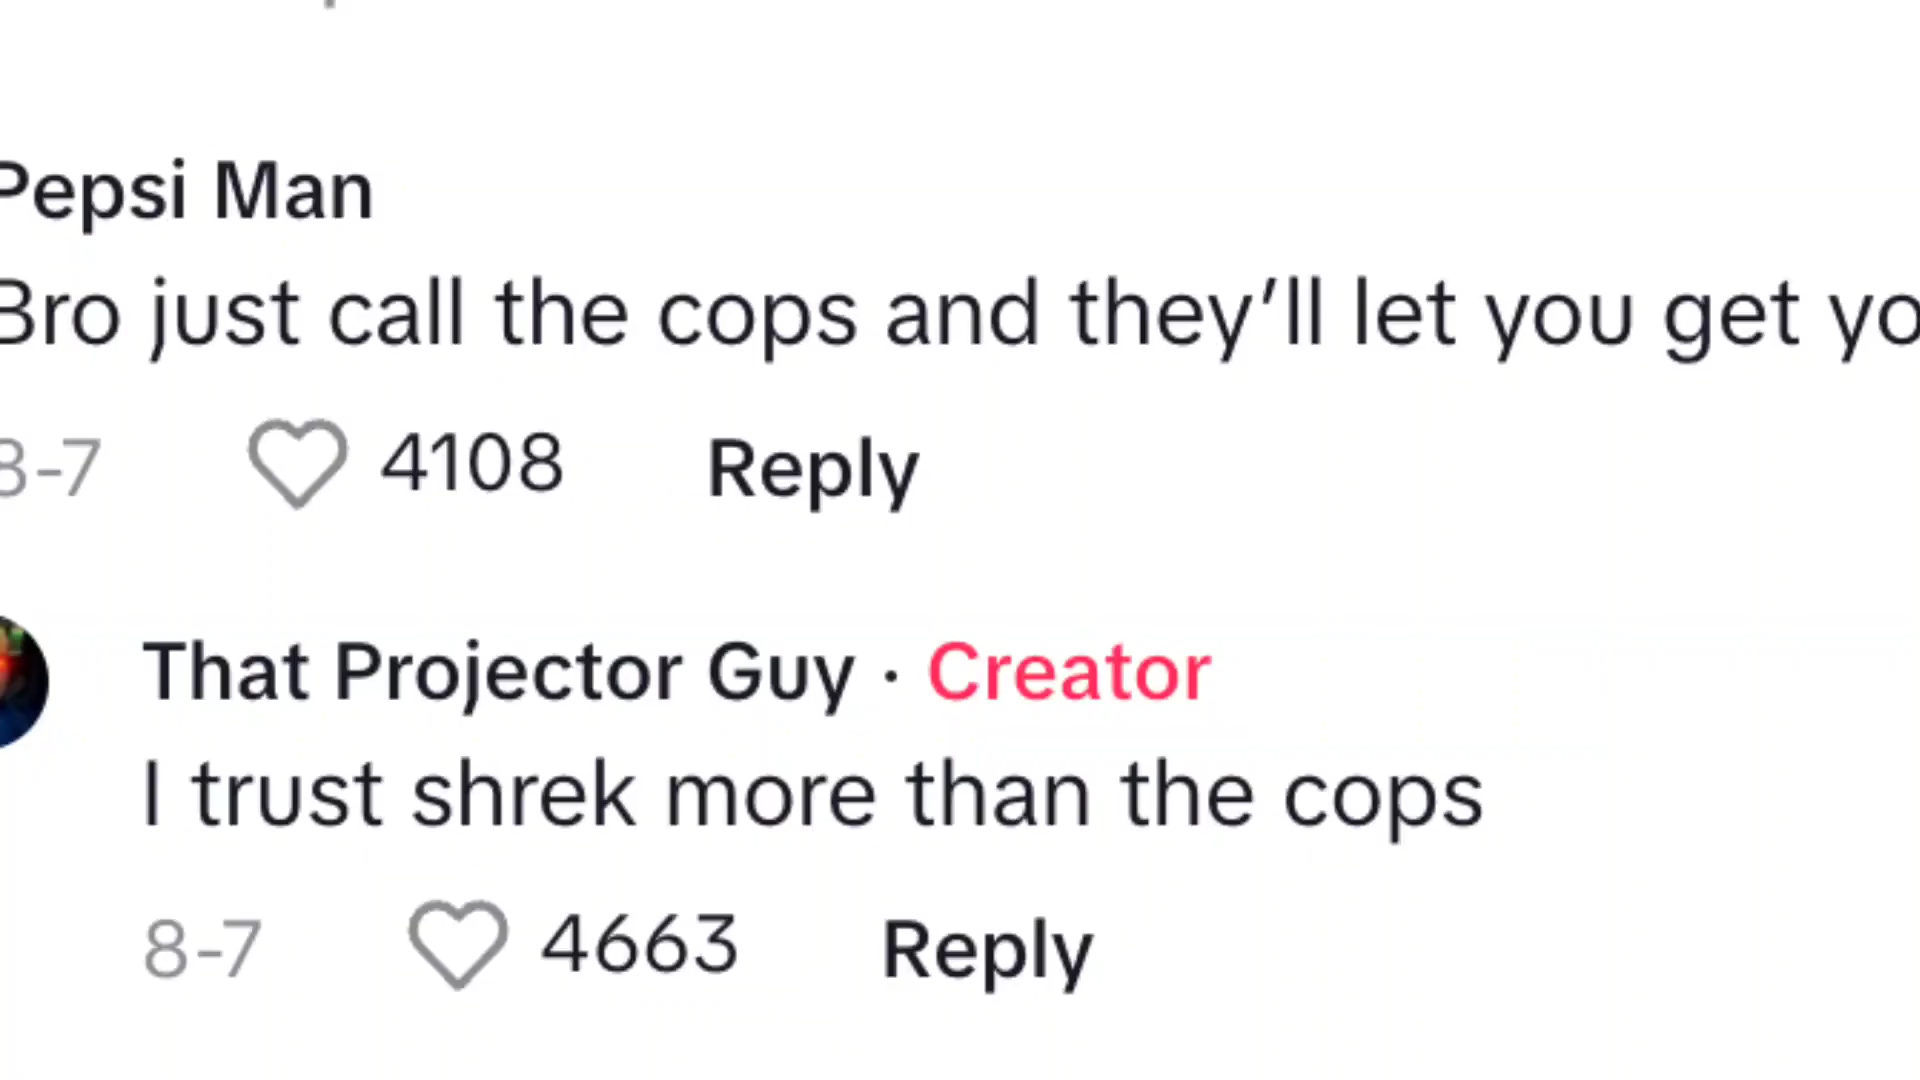 Pepsi Man
Bro just call the cops and they’ll let you get yo
8-7 4108 Reply
That Projector Guy · Creator
I trust shrek more than the cops
8-7 4663 Reply